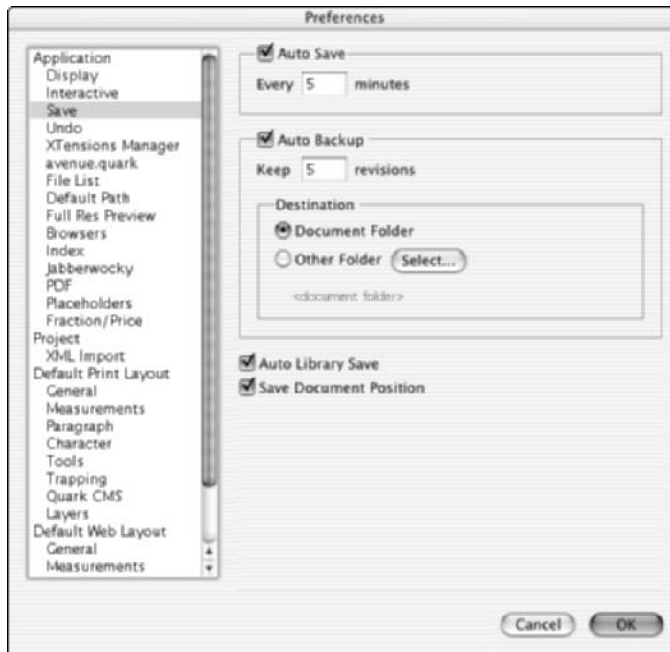 Preferences
Application
Display
Interactive
Save
Undo
XTensions Manager
avenue.quark
File List
Default Path
Full Res Preview
Browsers
Index
Jabberwocky
PDF
Placeholders
Fraction/Price
Project
XML Import
Default Print Layout
General
Measurements
Paragraph
Character
Tools
Trapping
Quark CMS
Layers
Default Web Layout
General
Measurements
Auto Save
Every 5 minutes
Auto Backup
Keep 5 revisions
Destination
Document Folder
Other Folder Select...
<document folder>
Auto Library Save
Save Document Position
Cancel OK